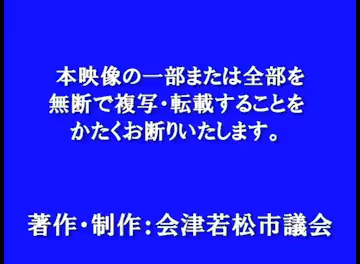 本映像の一部または全部を
無断で複写・転載することを
かたくお断りいたします。
著作・制作：会津若松市議会